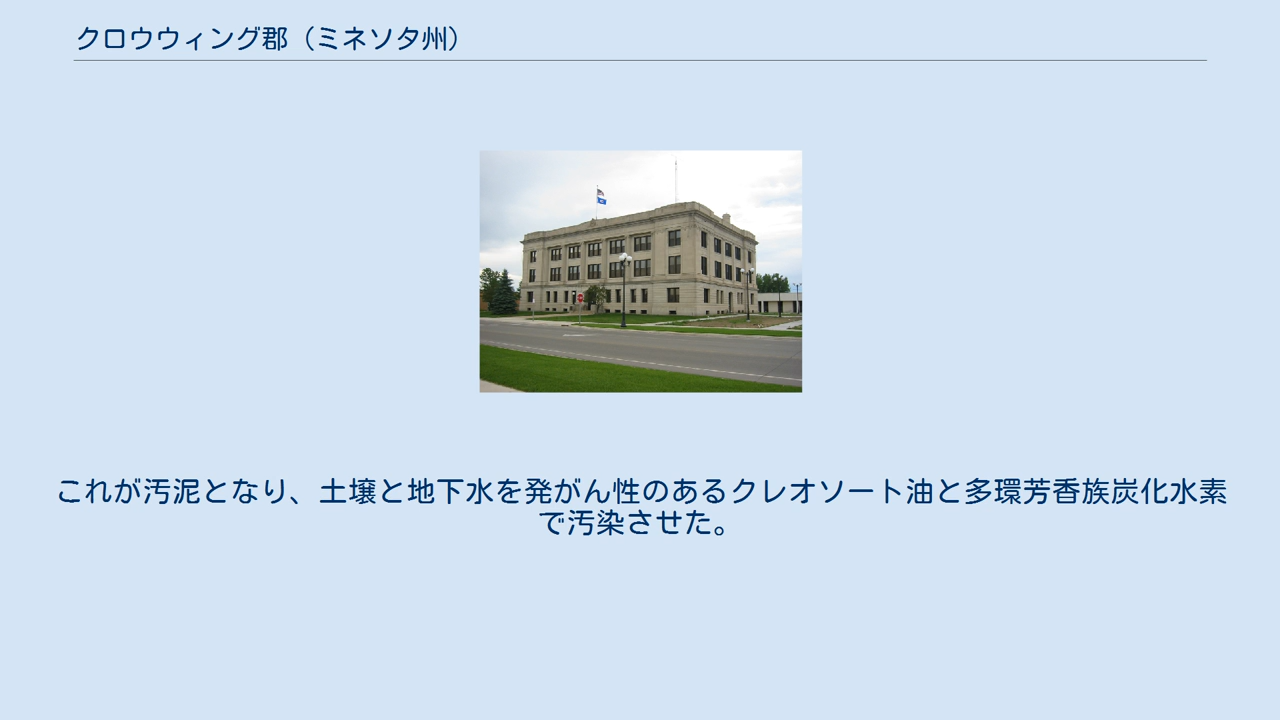 クロウウィング郡（ミネソタ州）
これが汚泥となり、土壌と地下水を発がん性のあるクレオソート油と多環芳香族炭化水素
で汚染させた。